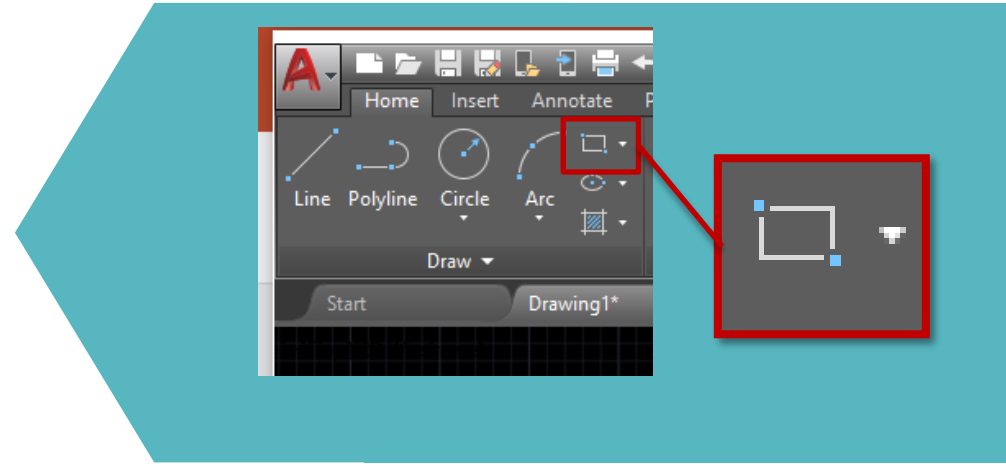 Home Insert Annotate P
Line Polyline Circle Arc
Draw
Start Drawing1*